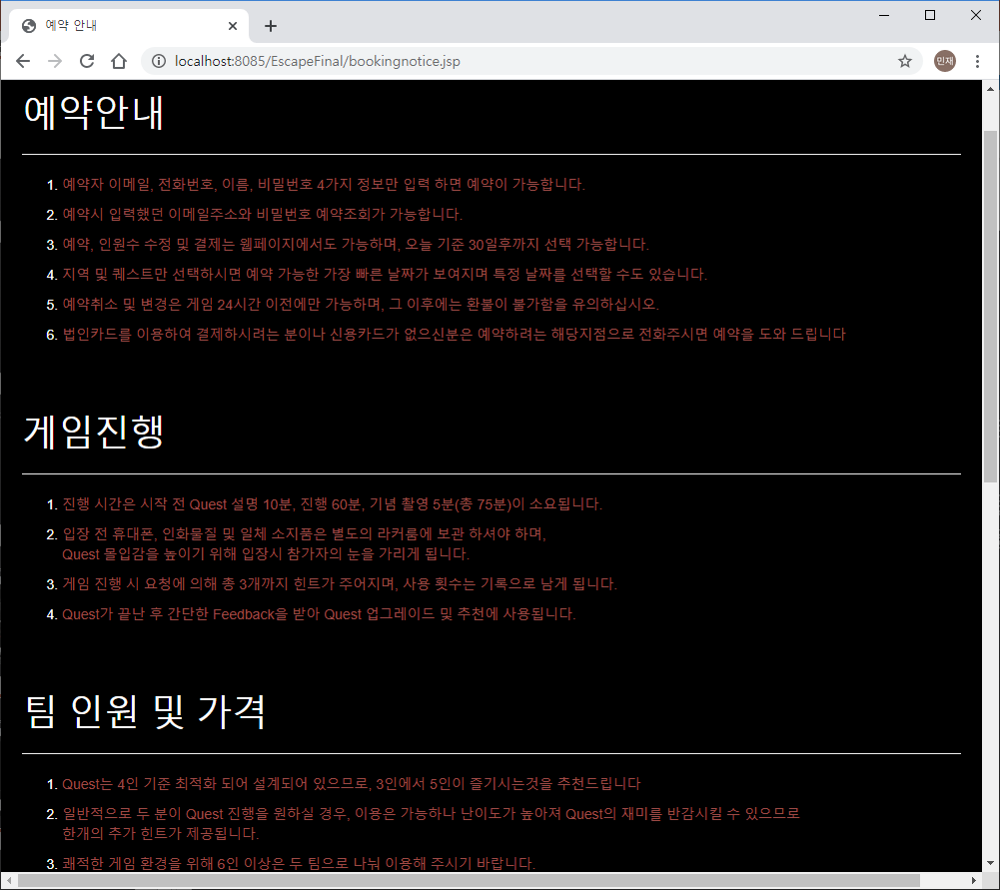 예약 안내
localhost:8085/EscapeFinal/bookingnotice.jsp
민재
예약안내
1. 예약자 이메일, 전화번호, 이름, 비밀번호 4가지 정보만 입력 하면 예약이 가능합니다.
2. 예약시 입력했던 이메일주소와 비밀번호 예약조회가 가능합니다.
3. 예약, 인원수 수정 및 결제는 웹페이지에서도 가능하며, 오늘 기준 30일후까지 선택 가능합니다.
4. 지역 및 퀘스트만 선택하시면 예약 가능한 가장 빠른 날짜가 보여지며 특정 날짜를 선택할 수도 있습니다.
5. 예약취소 및 변경은 게임 24시간 이전에만 가능하며, 그 이후에는 환불이 불가함을 유의하십시오.
6. 법인카드를 이용하여 결제하시려는 분이나 신용카드가 없으신분은 예약하려는 해당지점으로 전화주시면 예약을 도와 드립니다
게임진행
1. 진행 시간은 시작 전 Quest 설명 10분, 진행 60분, 기념 촬영 5분(총 75분)이 소요됩니다.
2. 입장 전 휴대폰, 인화물질 및 일체 소지품은 별도의 라커룸에 보관 하셔야 하며,
Quest 몰입감을 높이기 위해 입장시 참가자의 눈을 가리게 됩니다.
3. 게임 진행 시 요청에 의해 총 3개까지 힌트가 주어지며, 사용 횟수는 기록으로 남게 됩니다.
4. Quest가 끝난 후 간단한 Feedback을 받아 Quest 업그레이드 및 추천에 사용됩니다.
팀 인원 및 가격
1. Quest는 4인 기준 최적화 되어 설계되어 있으므로, 3인에서 5인이 즐기시는것을 추천드립니다
2. 일반적으로 두 분이 Quest 진행을 원하실 경우, 이용은 가능하나 난이도가 높아져 Quest의 재미를 반감시킬 수 있으므로
한개의 추가 힌트가 제공됩니다.
3. 쾌적한 게임 환경을 위해 6인 이상은 두 팀으로 나눠 이용해 주시기 바랍니다.